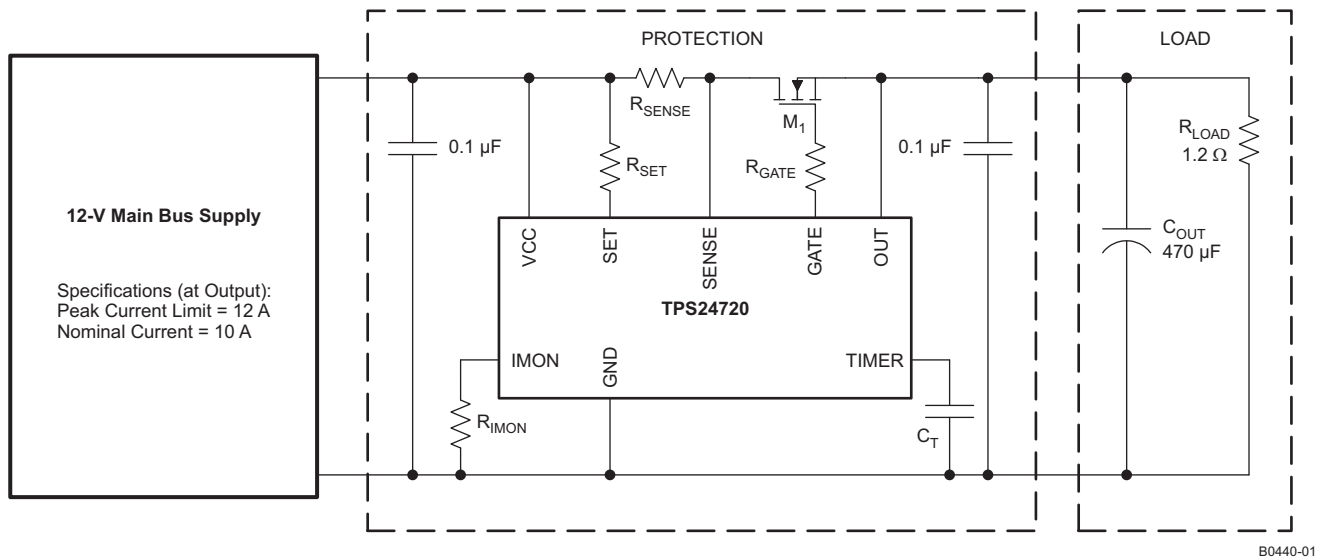 PROTECTION
LOAD
R_SENSE
M_1
0.1 µF
R_SET
R_GATE
0.1 µF
R_LOAD
1.2 Ω
12-V Main Bus Supply
Specifications (at Output):
Peak Current Limit = 12 A
Nominal Current = 10 A
VCC
SET
SENSE
GATE
OUT
C_OUT
470 µF
TPS24720
IMON
GND
TIMER
R_IMON
C_T
B0440-01